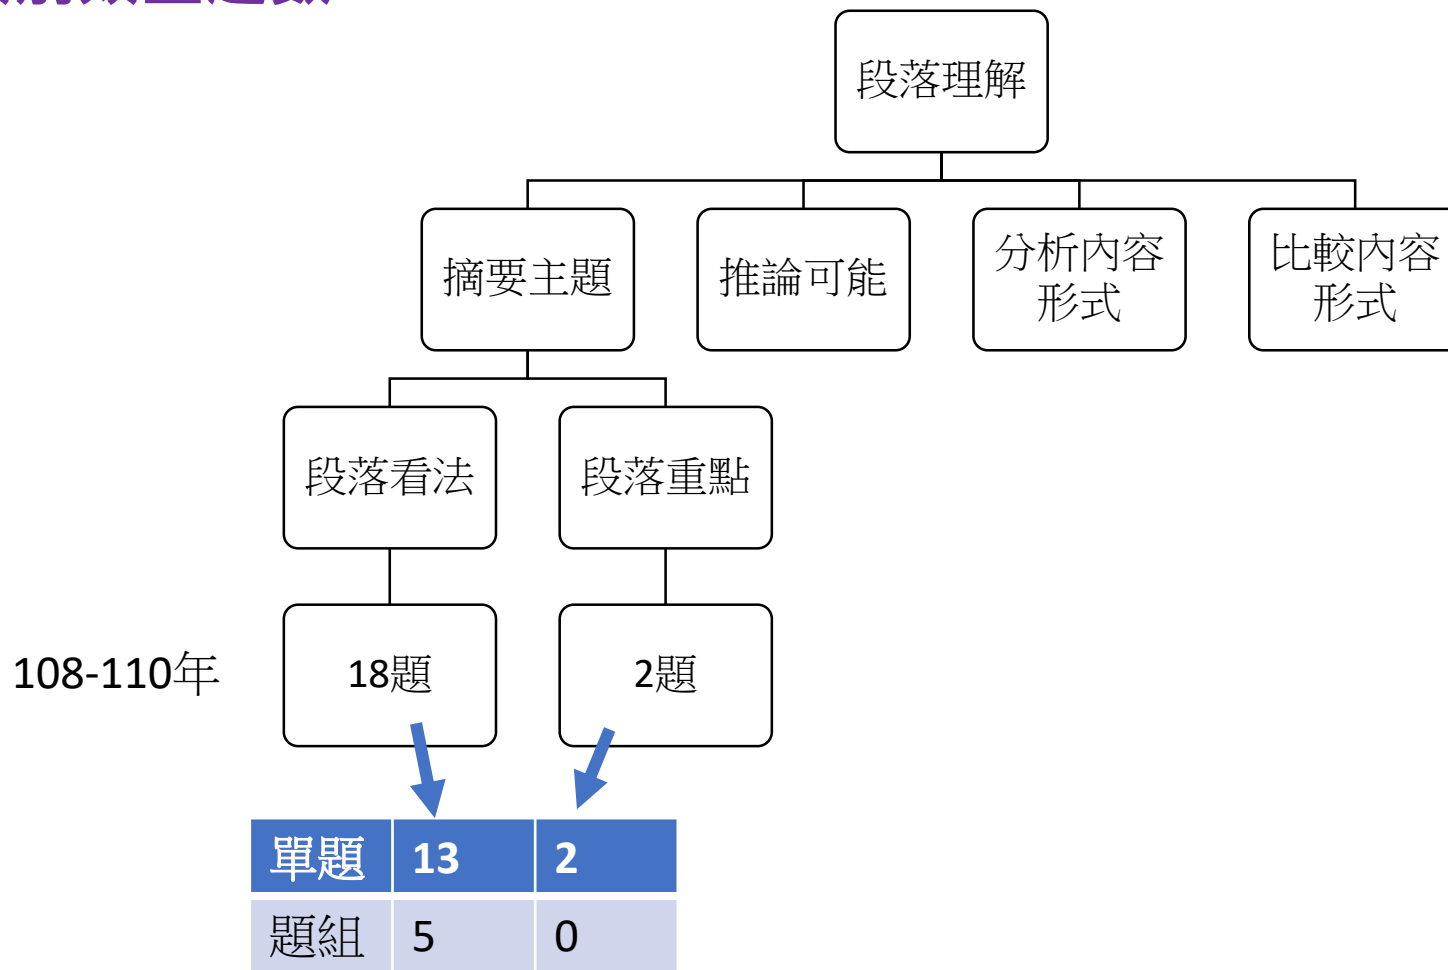 段落理解
摘要主題
推論可能
分析內容
形式
比較內容
形式
段落看法
段落重點
108-110年
18題
2題
單題 13 2
題組 5 0